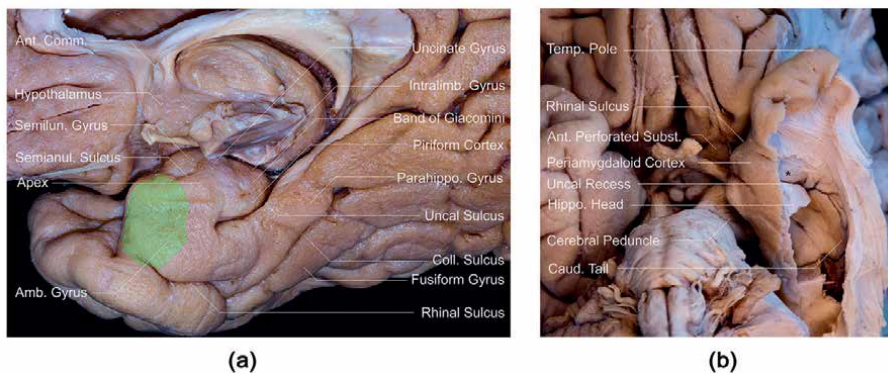 Ant. Comm.
Hypothalamus
Semilun. Gyrus
Semianul. Sulcus
Apex
Amb. Gyrus
Uncinate Gyrus
Intralimb. Gyrus
Band of Giacomini
Piriform Cortex
Parahippo. Gyrus
Uncal Sulcus
Coll. Sulcus
Fusiform Gyrus
Rhinal Sulcus
(a)
Temp. Pole
Rhinal Sulcus
Ant. Perforated Subst.
Periamygdaloid Cortex
Uncal Recess
Hippo. Head
Cerebral Peduncle
Caud. Tail
*
(b)